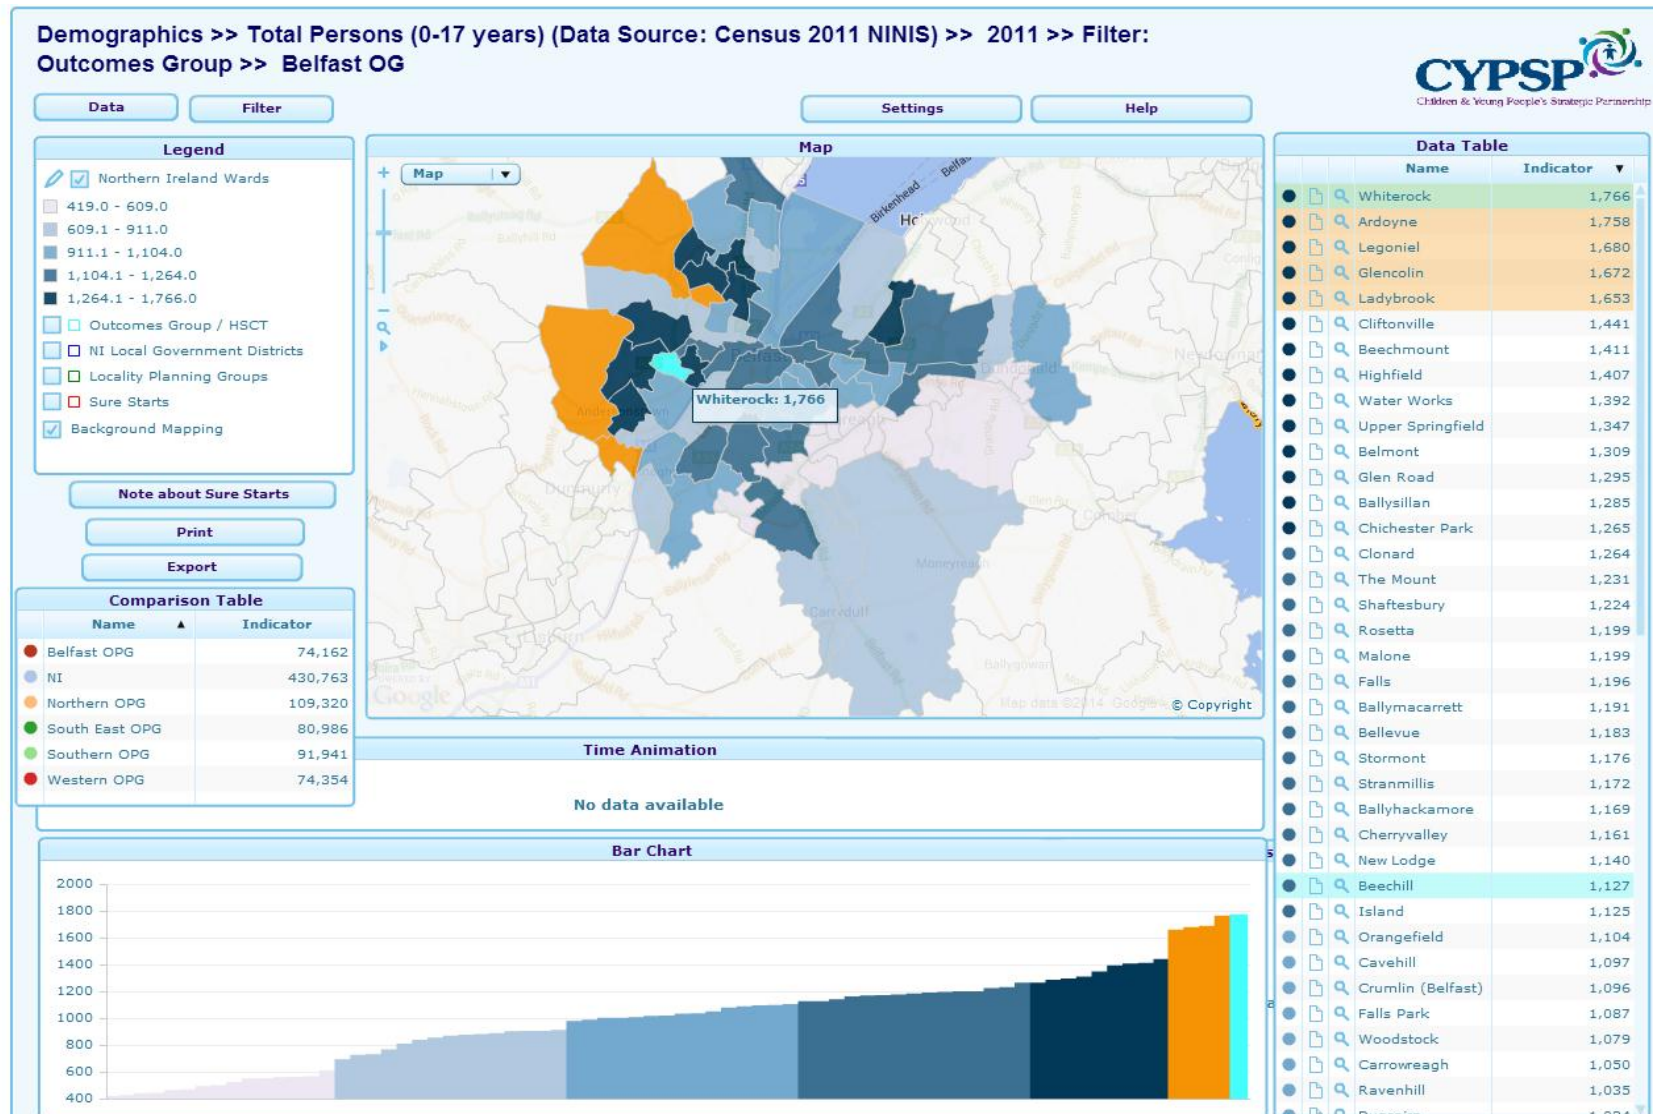 Demographics >> Total Persons (0-17 years) (Data Source: Census 2011 NINIS) >> 2011 >> Filter:
Outcomes Group >> Belfast OG
CYPSP
Children & Young People's Strategic Partnership
Data
Filter
Settings
Help
Legend
Northern Ireland Wards
419.0 - 609.0
609.1 - 911.0
911.1 - 1,104.0
1,104.1 - 1,264.0
1,264.1 - 1,766.0
Outcomes Group / HSCT
NI Local Government Districts
Locality Planning Groups
Sure Starts
Background Mapping
Note about Sure Starts
Print
Export
Comparison Table
Name Indicator
Belfast OPG 74,162
NI 430,763
Northern OPG 109,320
South East OPG 80,986
Southern OPG 91,941
Western OPG 74,354
Map
Map
Birkenhead
Belfast
Whiterock: 1,766
Dunmurry
Carryduff
Moneyreagh
Ballygowan
Comber
Lisburn
Google
© Copyright
Time Animation
No data available
Bar Chart
2000
1800
1600
1400
1200
1000
800
600
400
Data Table
Name Indicator
Whiterock 1,766
Ardoyne 1,758
Legoniel 1,680
Glencolin 1,672
Ladybrook 1,653
Cliftonville 1,441
Beechmount 1,411
Highfield 1,407
Water Works 1,392
Upper Springfield 1,347
Belmont 1,309
Glen Road 1,295
Ballysillan 1,285
Chichester Park 1,265
Clonard 1,264
The Mount 1,231
Shaftesbury 1,224
Rosetta 1,199
Malone 1,199
Falls 1,196
Ballymacarrett 1,191
Bellevue 1,183
Stormont 1,176
Stranmillis 1,172
Ballyhackamore 1,169
Cherryvalley 1,161
New Lodge 1,140
Beechill 1,127
Island 1,125
Orangefield 1,104
Cavehill 1,097
Crumlin (Belfast) 1,096
Falls Park 1,087
Woodstock 1,079
Carrowreagh 1,050
Ravenhill 1,035